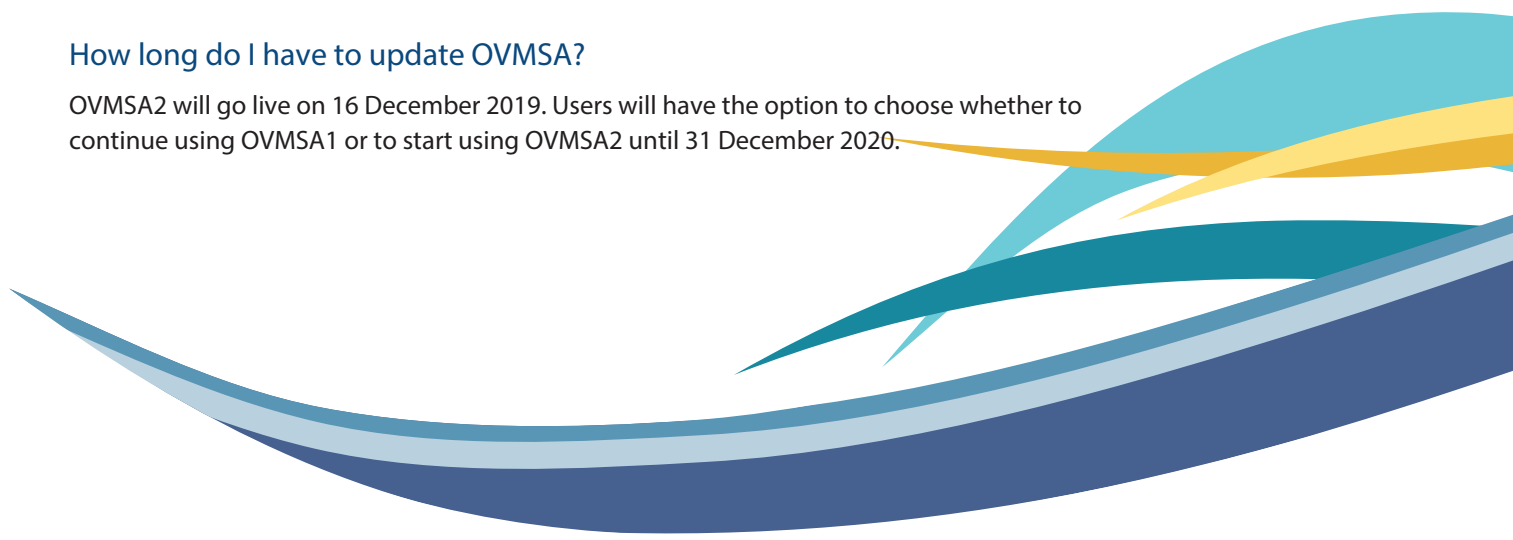 How long do I have to update OVMSA?
OVMSA2 will go live on 16 December 2019. Users will have the option to choose whether to
continue using OVMSA1 or to start using OVMSA2 until 31 December 2020.